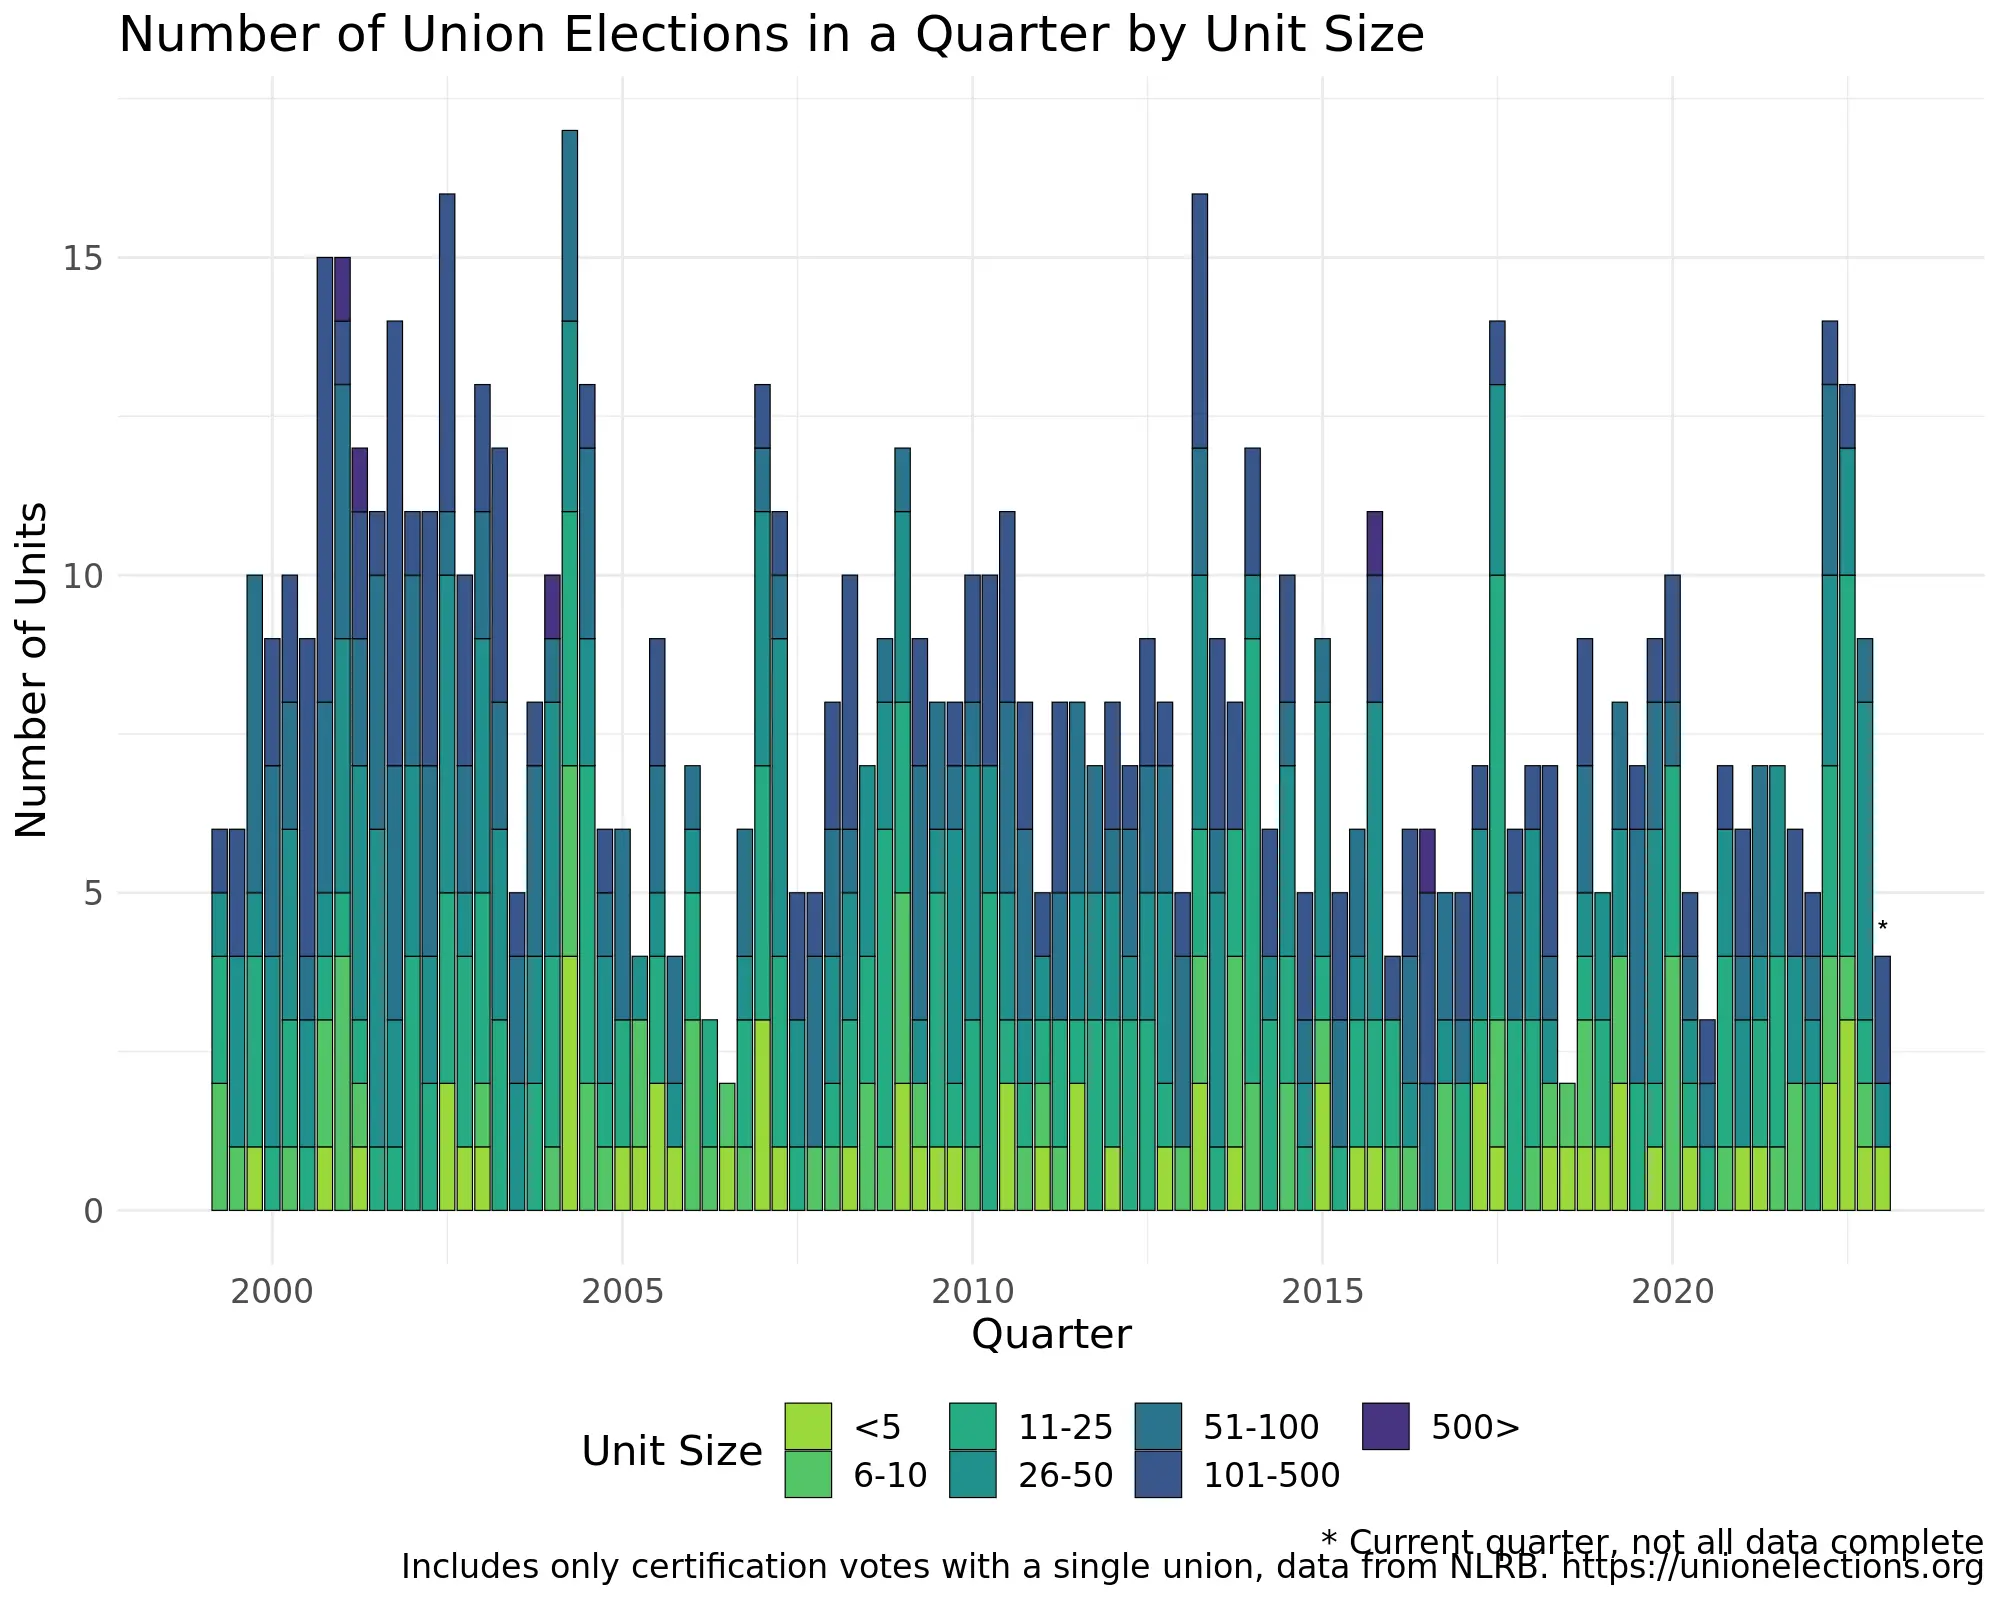 Number of Union Elections in a Quarter by Unit Size
Number of Units
15
10
5
0
*
2000 2005 2010 2015 2020
Quarter
Unit Size
<5 11-25 51-100 500>
6-10 26-50 101-500
* Current quarter, not all data complete
Includes only certification votes with a single union, data from NLRB. https://unionelections.org